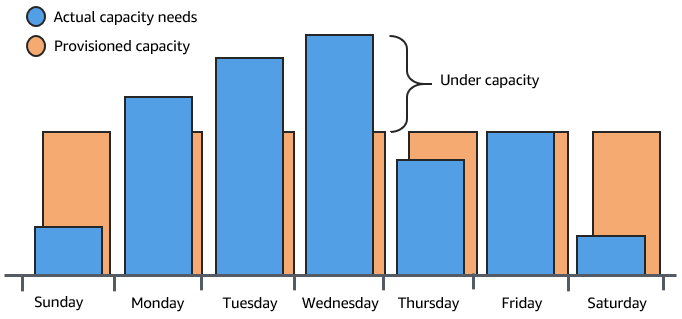 Actual capacity needs
Provisioned capacity
Under capacity
Sunday
Monday
Tuesday
Wednesday
Thursday
Friday
Saturday